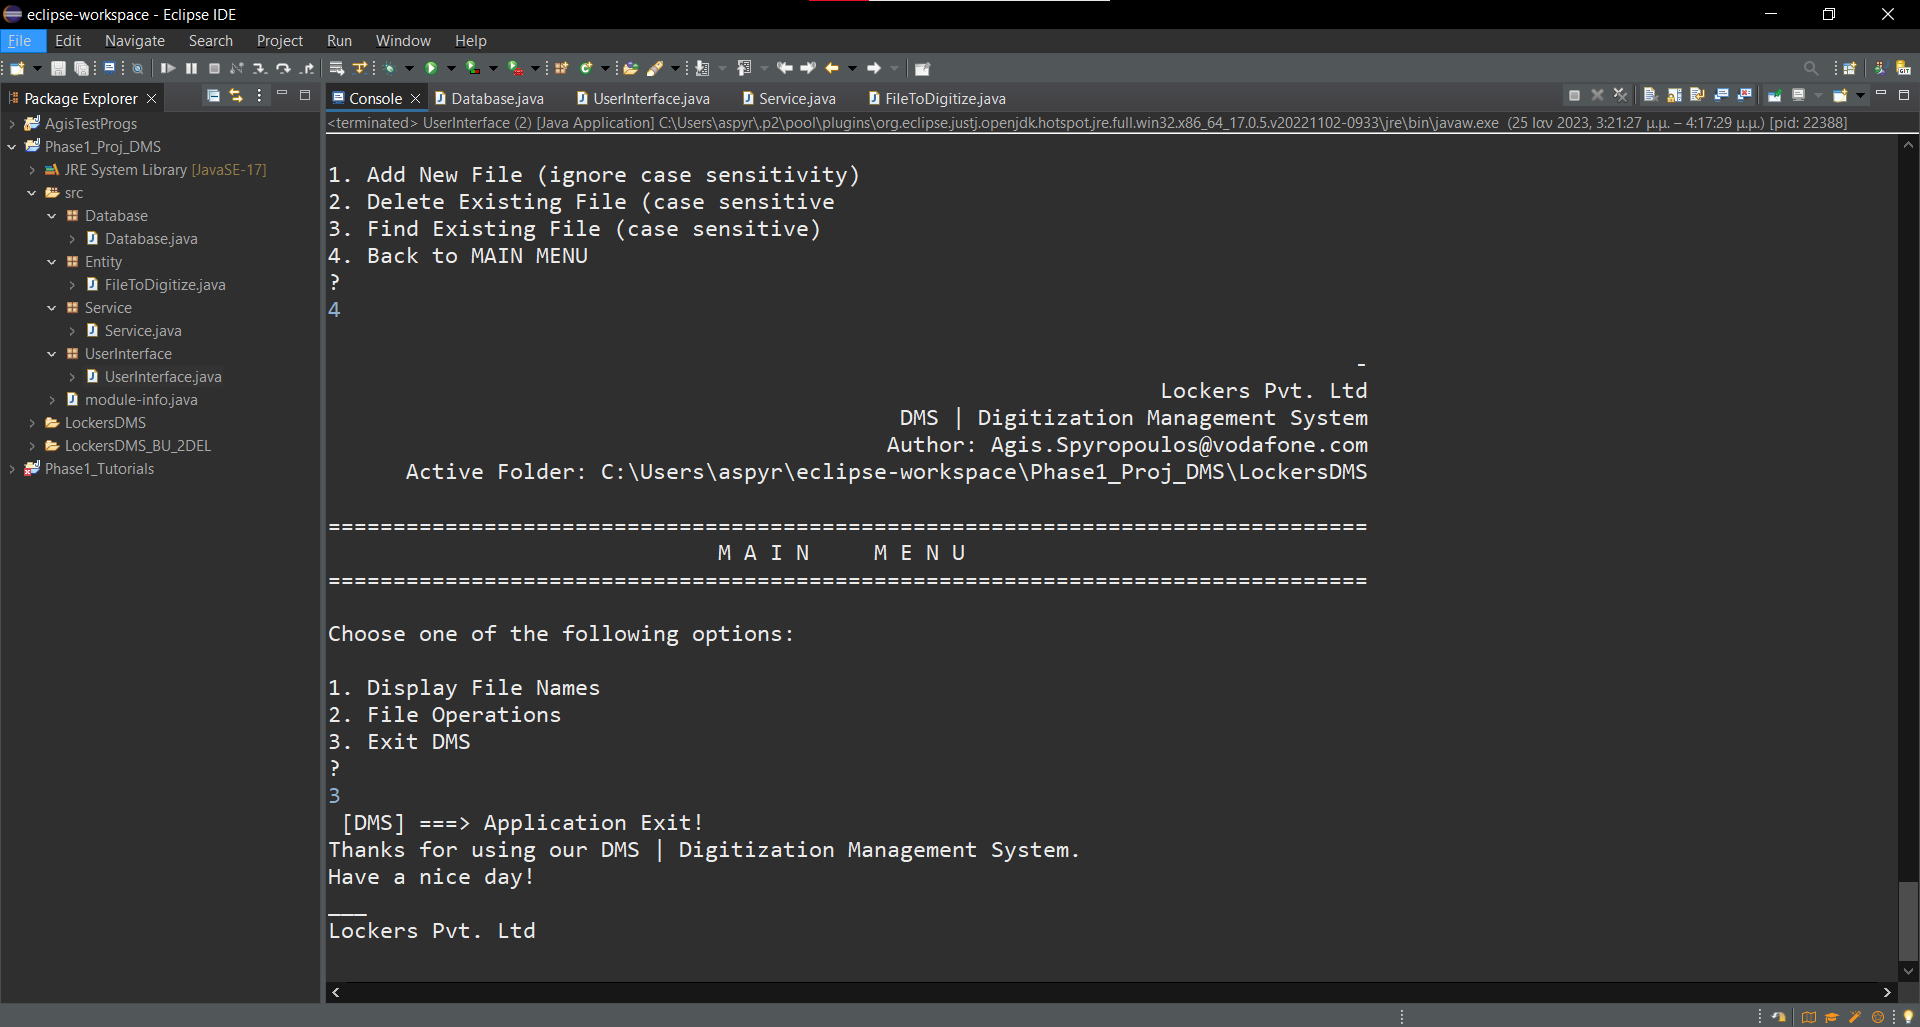 eclipse-workspace - Eclipse IDE
File Edit Navigate Search Project Run Window Help
Package Explorer
AgisTestProgs
Phase1_Proj_DMS
JRE System Library [JavaSE-17]
src
Database
Database.java
Entity
FileToDigitize.java
Service
Service.java
UserInterface
UserInterface.java
module-info.java
LockersDMS
LockersDMS_BU_2DEL
Phase1_Tutorials
Console Database.java UserInterface.java Service.java FileToDigitize.java
<terminated> UserInterface (2) [Java Application] C:\Users\aspyr\.p2\pool\plugins\org.eclipse.justj.openjdk.hotspot.jre.full.win32.x86_64_17.0.5.v20221102-0933\jre\bin\javaw.exe (25 Ιαν 2023, 3:21:27 μ.μ. – 4:17:29 μ.μ.) [pid: 22388]
1. Add New File (ignore case sensitivity)
2. Delete Existing File (case sensitive
3. Find Existing File (case sensitive)
4. Back to MAIN MENU
?
4
-
Lockers Pvt. Ltd
DMS | Digitization Management System
Author: Agis.Spyropoulos@vodafone.com
Active Folder: C:\Users\aspyr\eclipse-workspace\Phase1_Proj_DMS\LockersDMS
================================================================================
M A I N     M E N U
================================================================================
Choose one of the following options:
1. Display File Names
2. File Operations
3. Exit DMS
?
3
[DMS] ===> Application Exit!
Thanks for using our DMS | Digitization Management System.
Have a nice day!
___
Lockers Pvt. Ltd